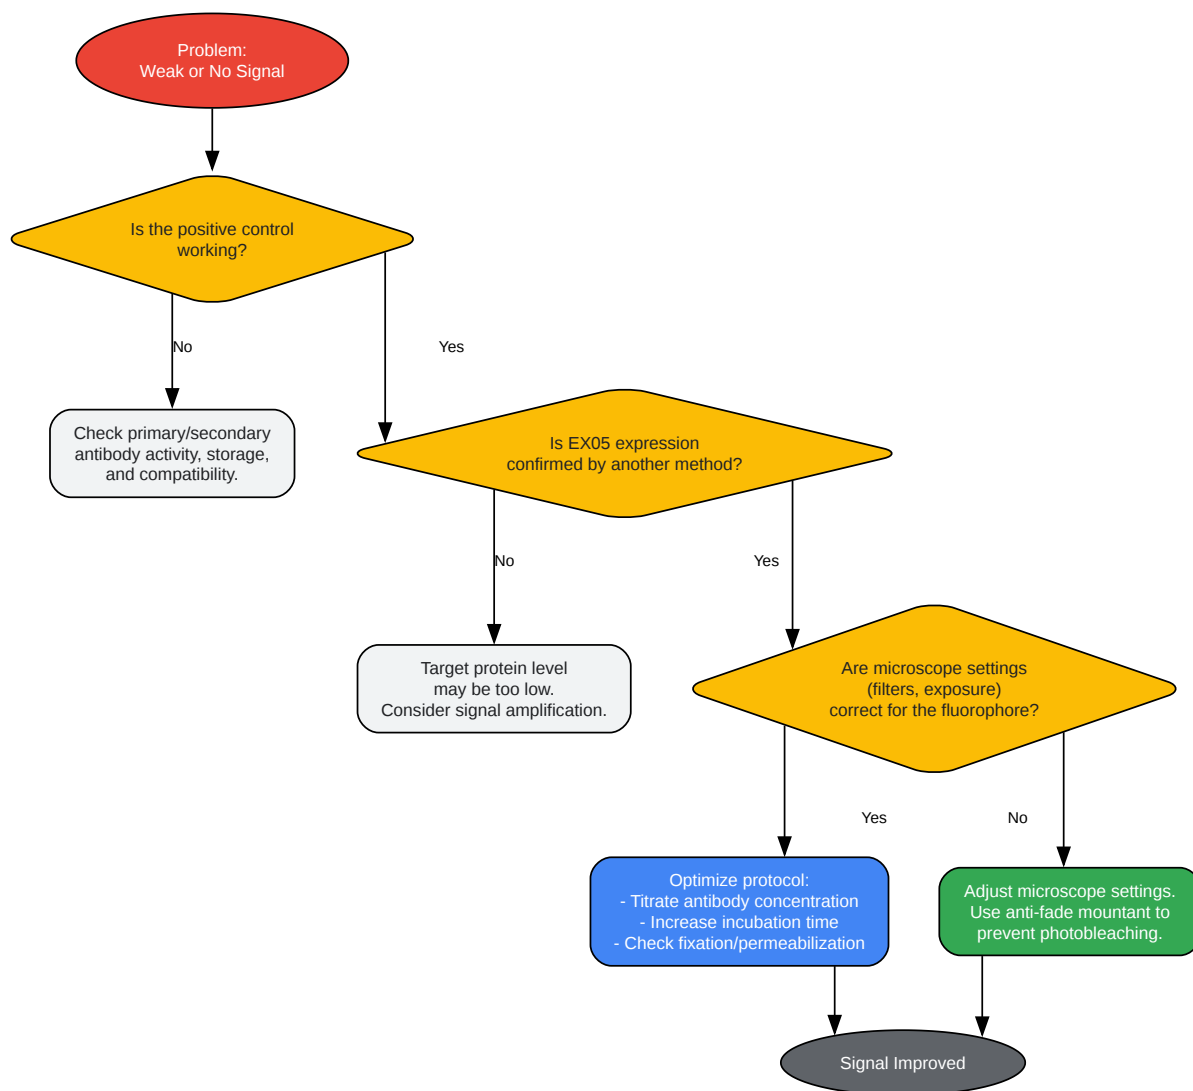 Problem:
Weak or No Signal
Is the positive control
working?
No
Yes
Check primary/secondary
antibody activity, storage,
and compatibility.
Is EX05 expression
confirmed by another method?
No
Yes
Target protein level
may be too low.
Consider signal amplification.
Are microscope settings
(filters, exposure)
correct for the fluorophore?
Yes
No
Optimize protocol:
- Titrate antibody concentration
- Increase incubation time
- Check fixation/permeabilization
Adjust microscope settings.
Use anti-fade mountant to
prevent photobleaching.
Signal Improved